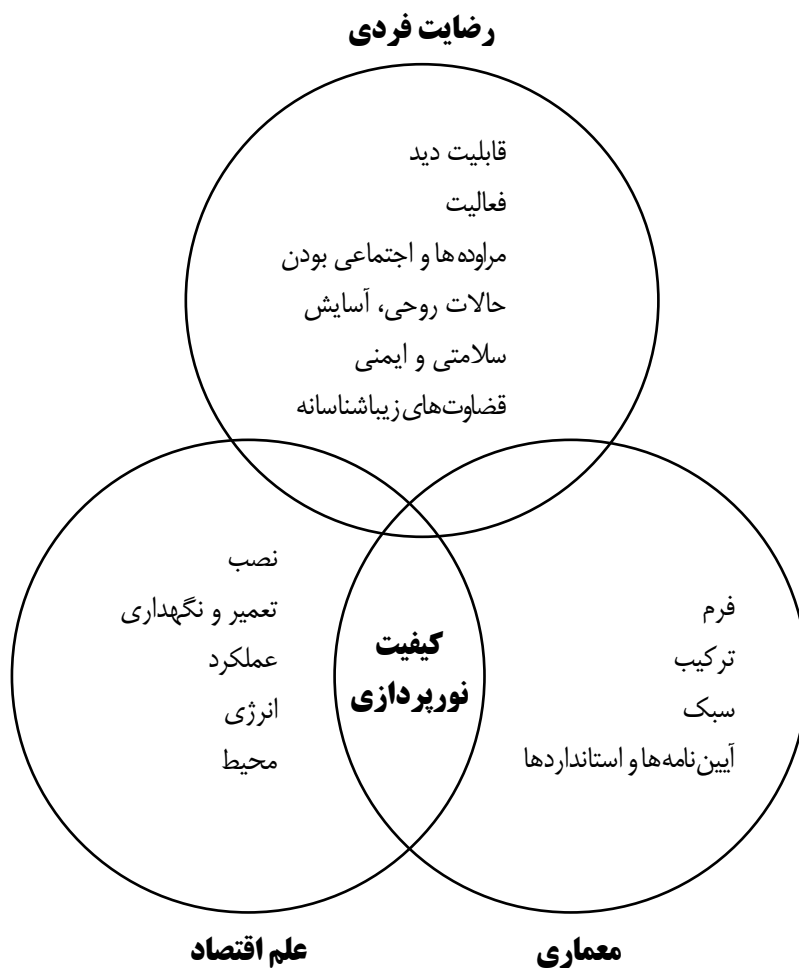 رضایت فردی
قابلیت دید
فعالیت
مراوده‌ها و اجتماعی بودن
حالات روحی، آسایش
سلامتی و ایمنی
قضاوت‌های زیباشناسانه
فرم
ترکیب
سبک
آیین‌نامه‌ها و استانداردها
کیفیت
نورپردازی
نصب
تعمیر و نگهداری
عملکرد
انرژی
محیط
معماری
علم اقتصاد